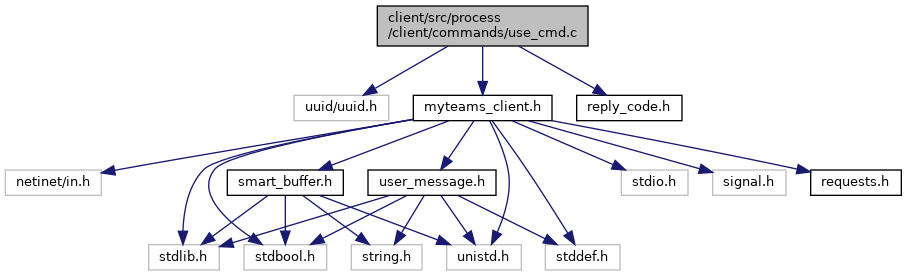 client/src/process
/client/commands/use_cmd.c
uuid/uuid.h
myteams_client.h
reply_code.h
netinet/in.h
smart_buffer.h
user_message.h
stdio.h
signal.h
requests.h
stdlib.h
stdbool.h
string.h
unistd.h
stddef.h